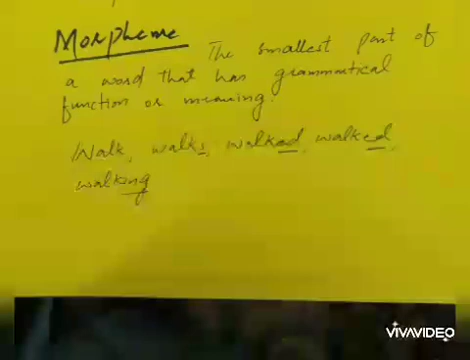 Morpheme The smallest part of
a word that has grammatical
function or meaning.
Walk, walks, walked, walked,
walking
VIVAVIDEO